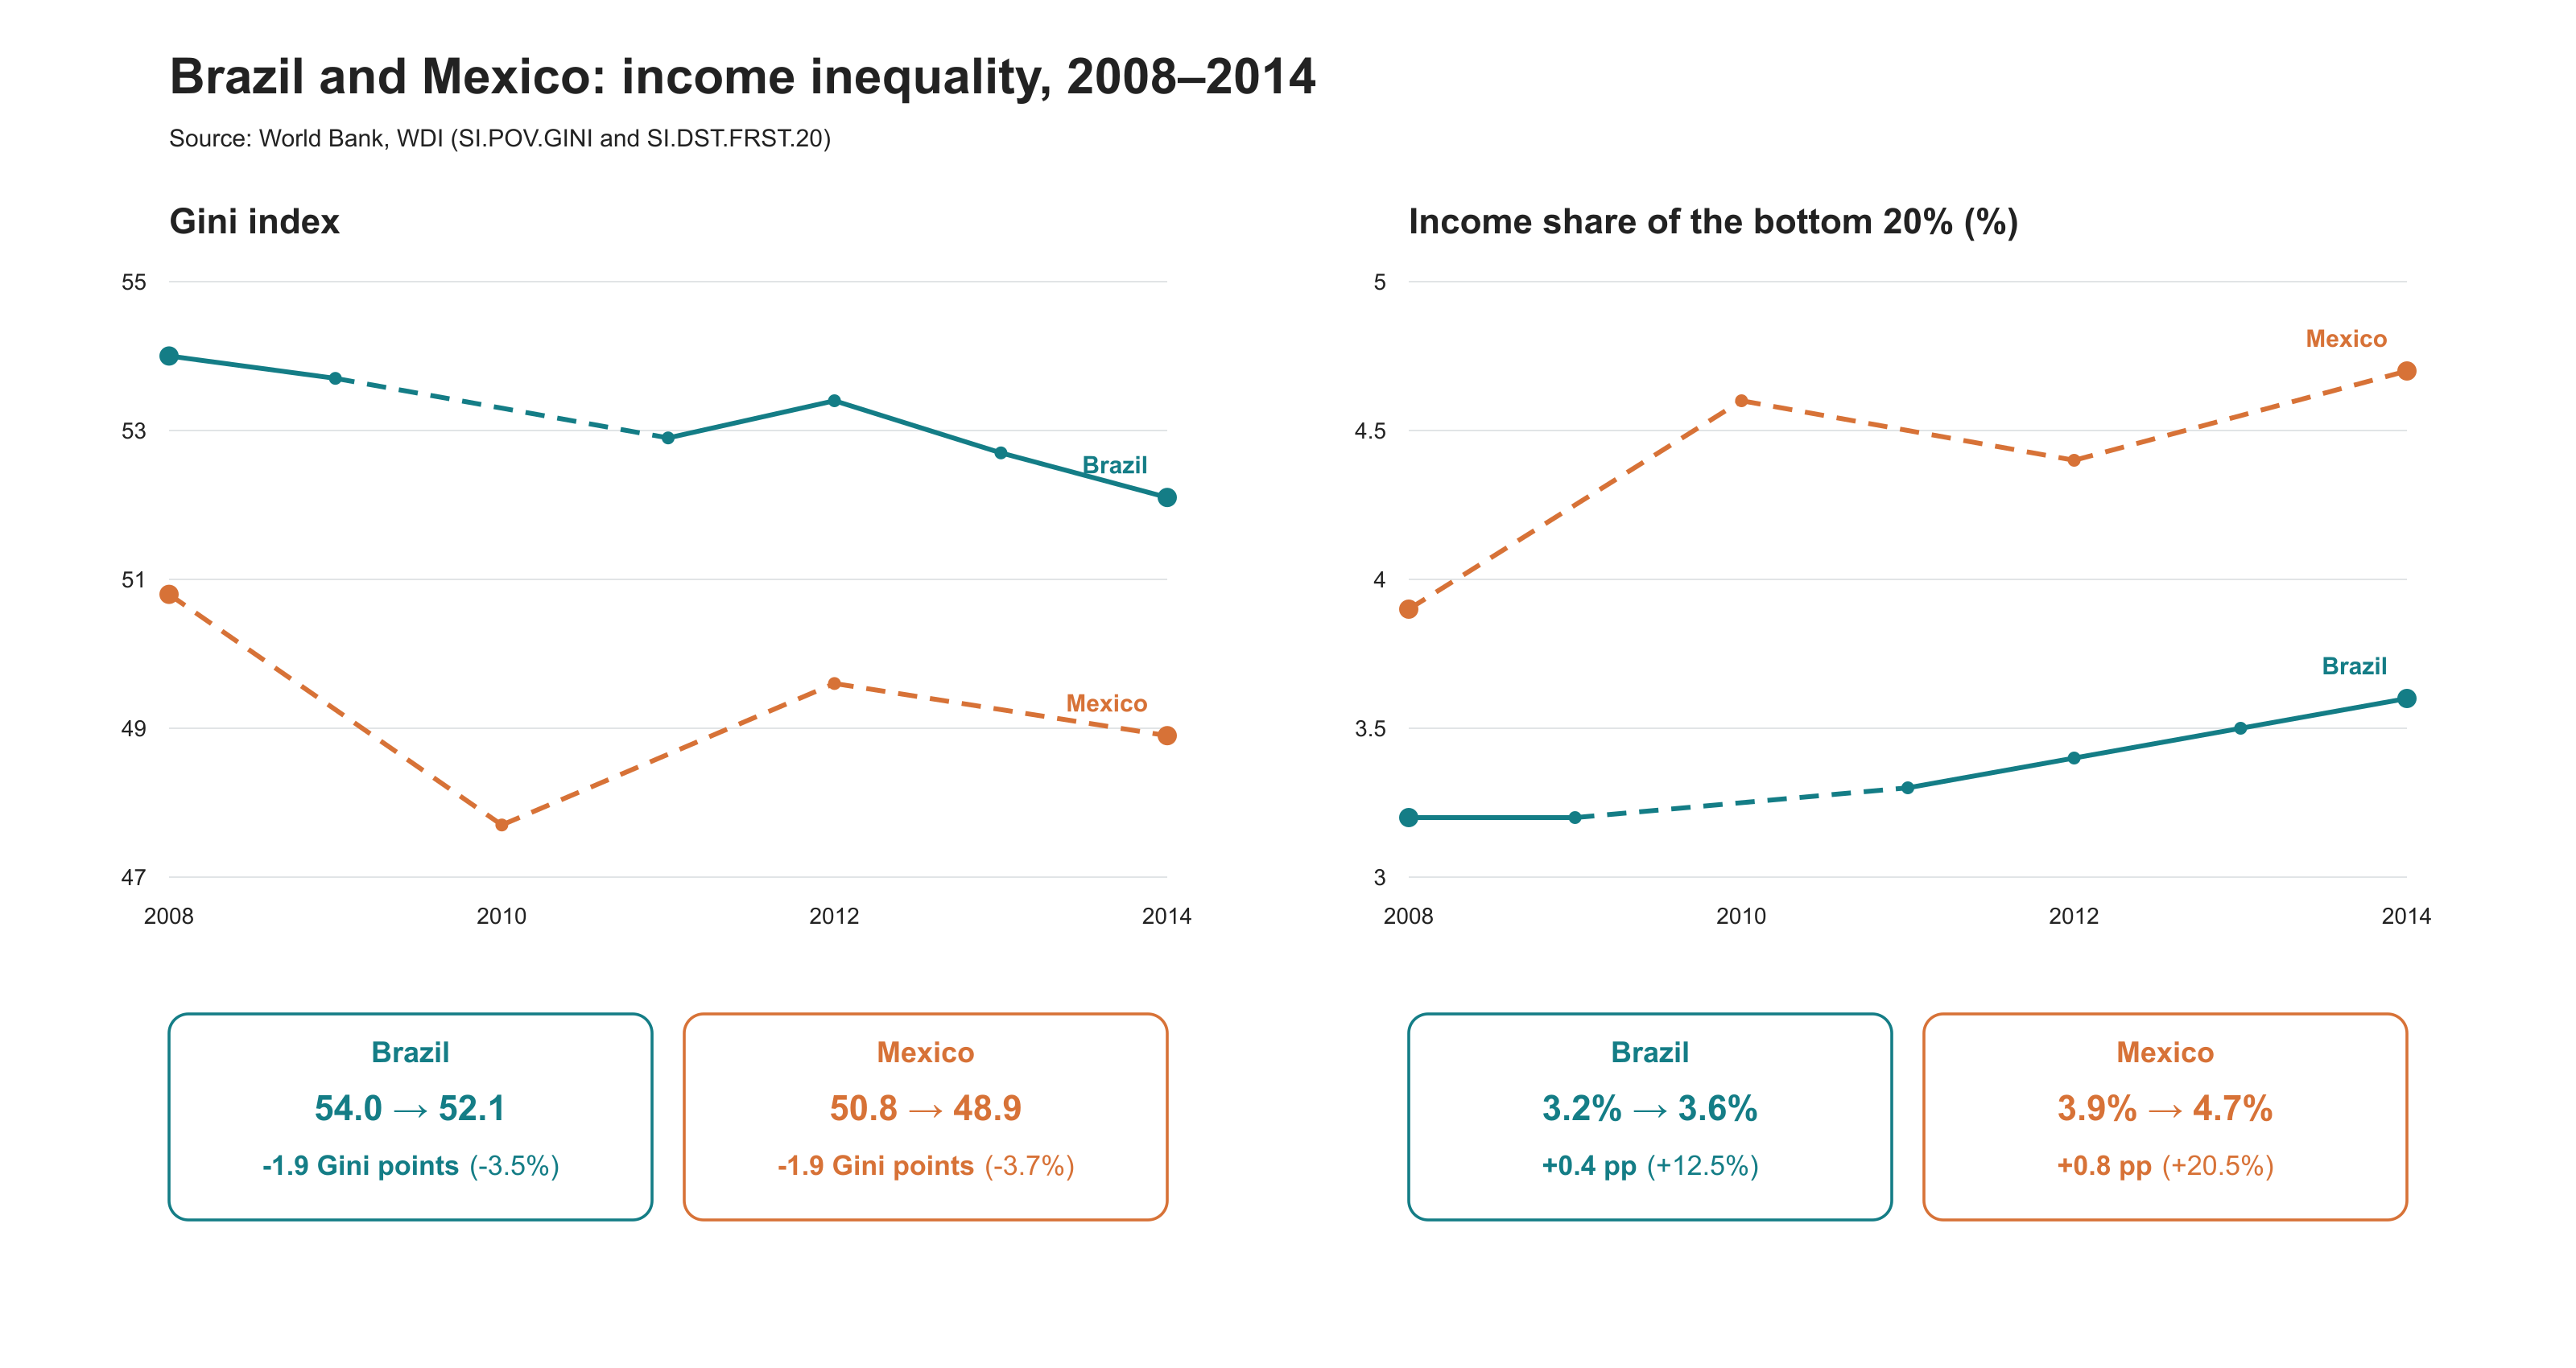 Brazil and Mexico: income inequality, 2008–2014
Source: World Bank, WDI (SI.POV.GINI and SI.DST.FRST.20)
Gini index
55
53
51
49
47
Brazil
Mexico
2008
2010
2012
2014
Brazil
54.0 → 52.1
-1.9 Gini points (-3.5%)
Mexico
50.8 → 48.9
-1.9 Gini points (-3.7%)
Income share of the bottom 20% (%)
5
4.5
4
3.5
3
Mexico
Brazil
2008
2010
2012
2014
Brazil
3.2% → 3.6%
+0.4 pp (+12.5%)
Mexico
3.9% → 4.7%
+0.8 pp (+20.5%)